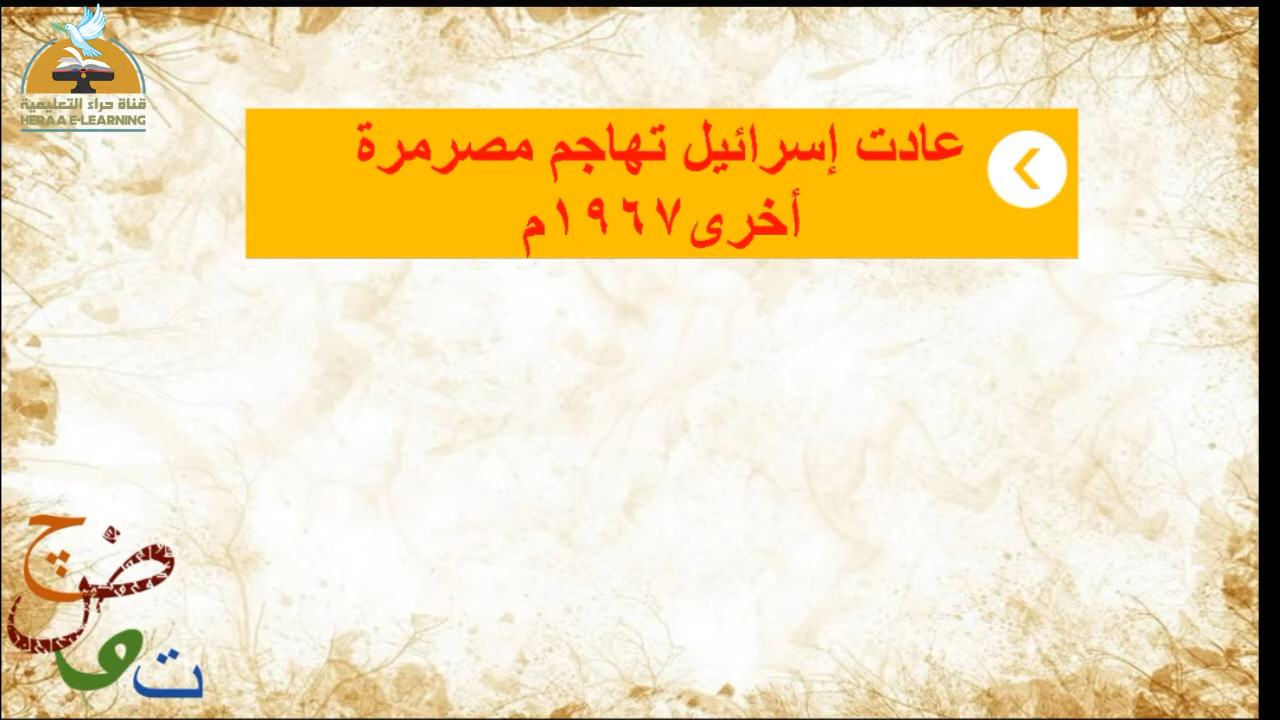 قناة حراء التعليمية
HERAA E-LEARNING
عادت إسرائيل تهاجم مصرمرة
أخرى١٩٦٧م
ج
ض
و
ت